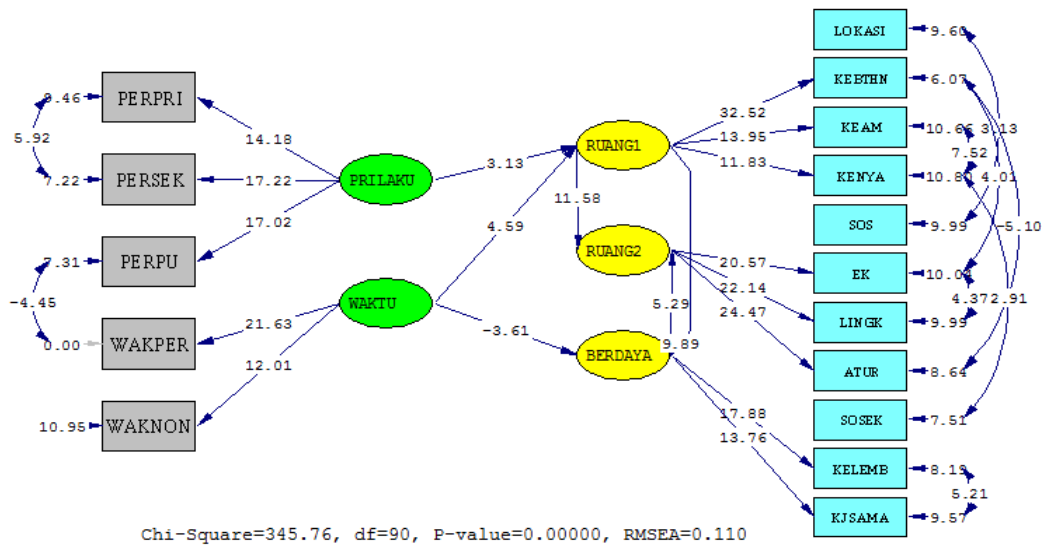 LOKASI
9.60
KEBTHN
6.07
PERPRI
9.46
5.92
32.52
KEAM
10.66
3.13
14.18
RUANG1
13.95
7.52
3.13
11.83
KENYA
10.80
4.01
PERSEK
7.22
17.22
PRILAKU
11.58
17.02
4.59
SOS
9.99
-5.10
PERPU
7.31
RUANG2
20.57
EK
10.04
22.14
-4.45
WAKTU
5.29
24.47
4.37
2.91
21.63
-3.61
LINGK
9.99
WAKPER
0.00
9.89
12.01
BERDAYA
ATUR
8.64
WAKNON
10.95
17.88
SOSEK
7.51
13.76
KELEMB
8.19
5.21
KJSAMA
9.57
Chi-Square=345.76, df=90, P-value=0.00000, RMSEA=0.110